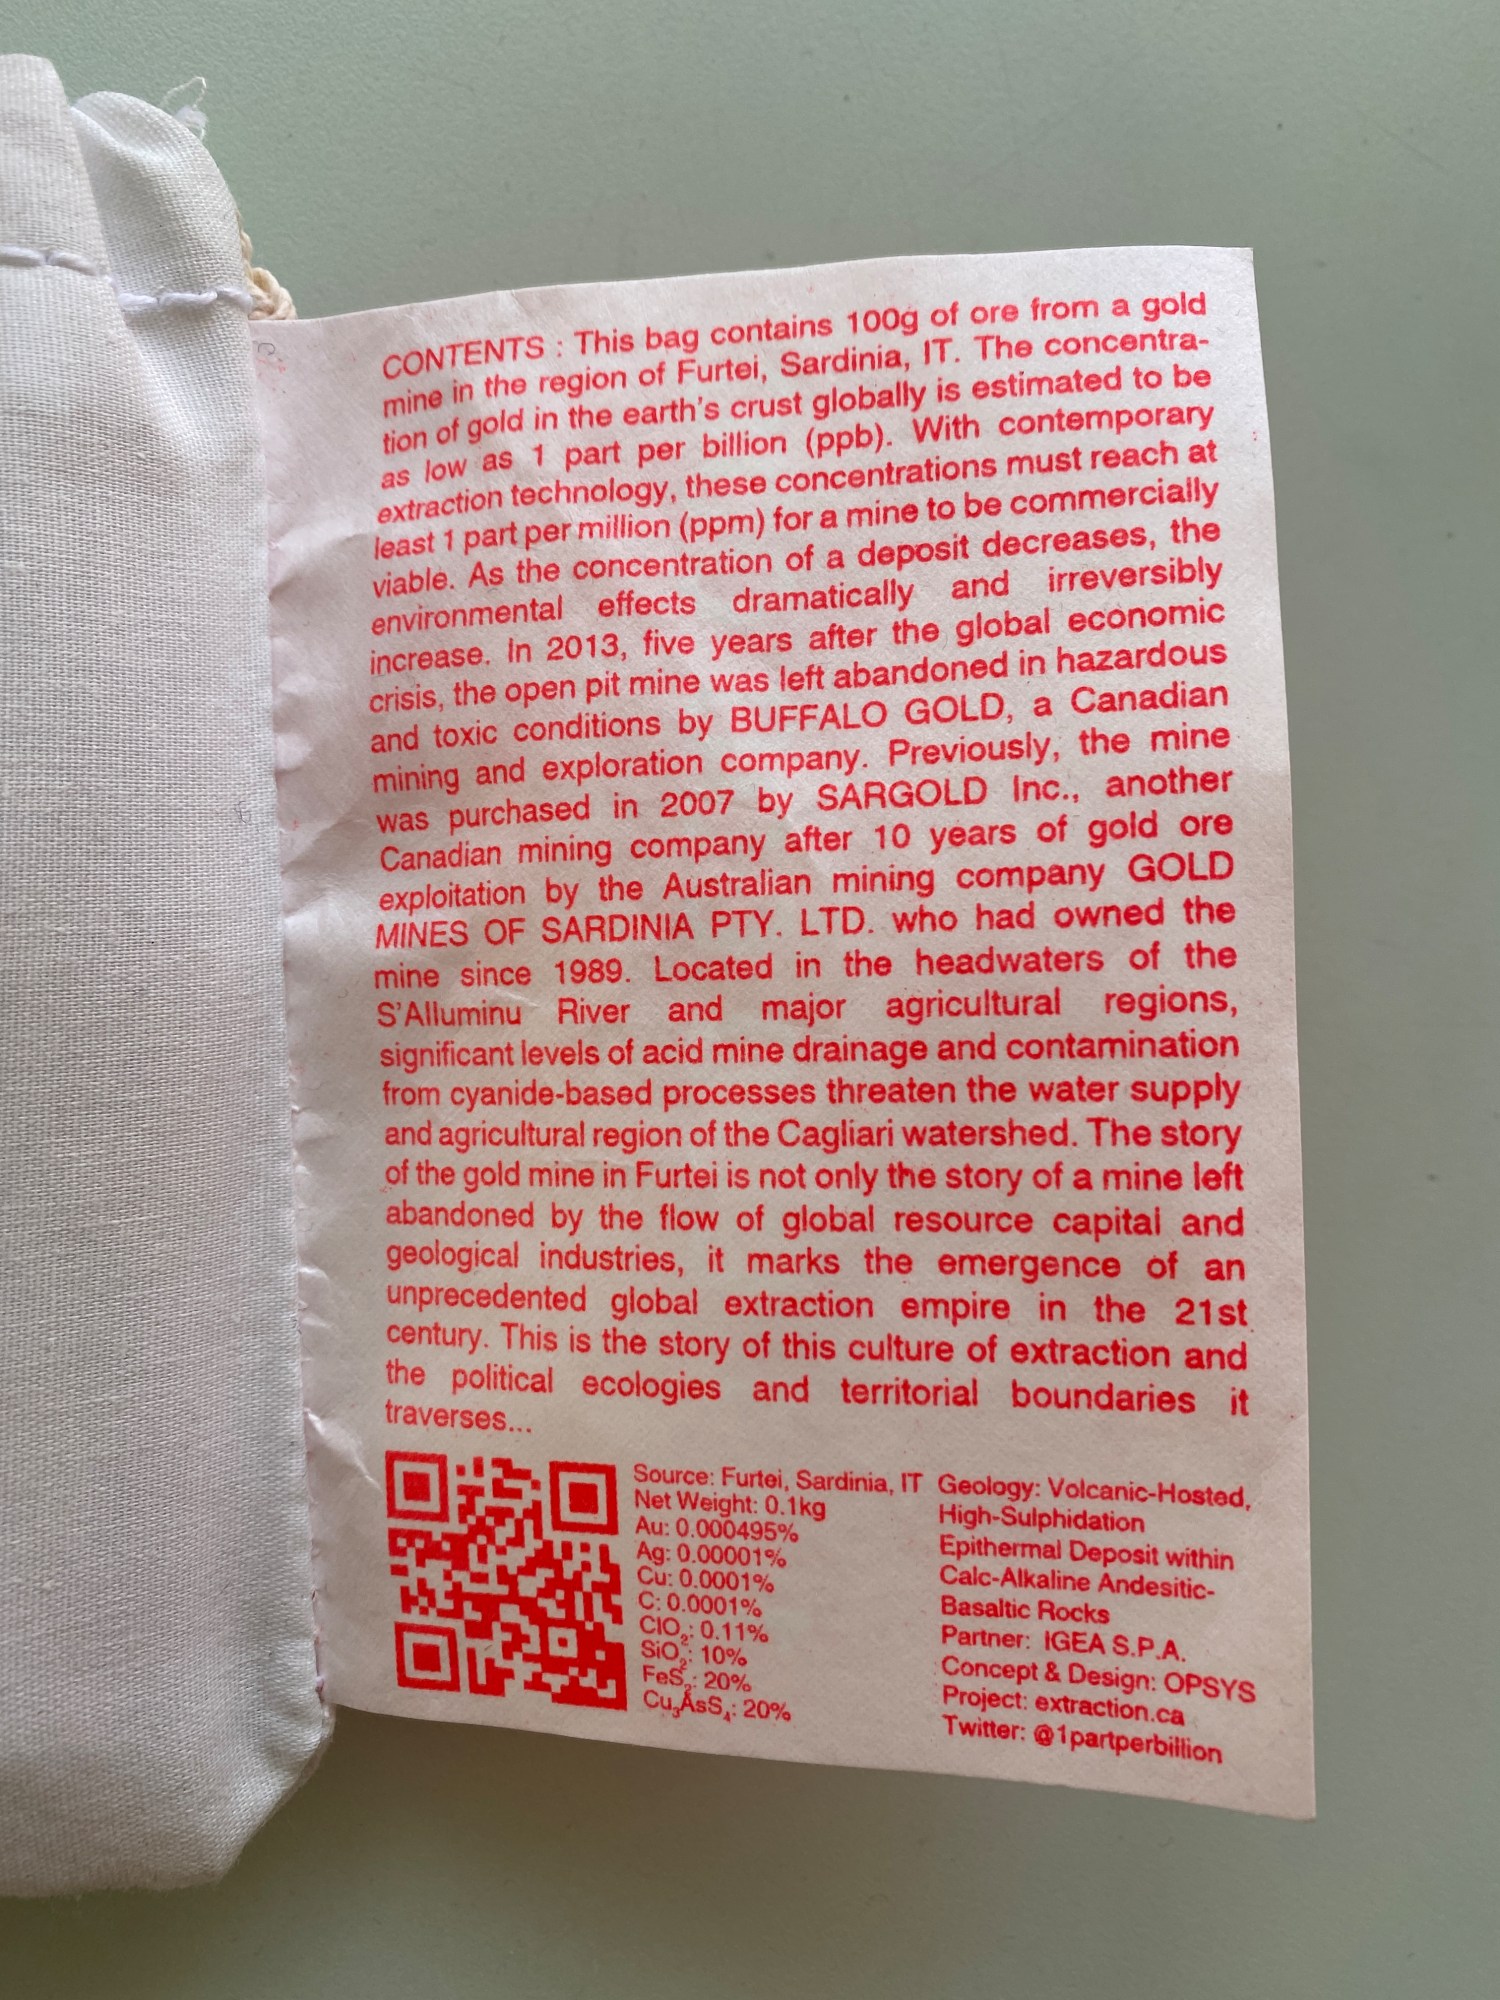 CONTENTS : This bag contains 100g of ore from a gold
mine in the region of Furtei, Sardinia, IT. The concentra-
tion of gold in the earth's crust globally is estimated to be
as low as 1 part per billion (ppb). With contemporary
extraction technology, these concentrations must reach at
least 1 part per million (ppm) for a mine to be commercially
viable. As the concentration of a deposit decreases, the
environmental effects dramatically and irreversibly
increase. In 2013, five years after the global economic
crisis, the open pit mine was left abandoned in hazardous
and toxic conditions by BUFFALO GOLD, a Canadian
mining and exploration company. Previously, the mine
was purchased in 2007 by SARGOLD Inc., another
Canadian mining company after 10 years of gold ore
exploitation by the Australian mining company GOLD
MINES OF SARDINIA PTY. LTD. who had owned the
mine since 1989. Located in the headwaters of the
S'Alluminu River and major agricultural regions,
significant levels of acid mine drainage and contamination
from cyanide-based processes threaten the water supply
and agricultural region of the Cagliari watershed. The story
of the gold mine in Furtei is not only the story of a mine left
abandoned by the flow of global resource capital and
geological industries, it marks the emergence of an
unprecedented global extraction empire in the 21st
century. This is the story of this culture of extraction and
the political ecologies and territorial boundaries it
traverses...
Source: Furtei, Sardinia, IT
Net Weight: 0.1kg
Au: 0.000495%
Ag: 0.00001%
Cu: 0.0001%
C: 0.0001%
ClO₂: 0.11%
SiO₂: 10%
FeS₂: 20%
Cu₃AsS₄: 20%
Geology: Volcanic-Hosted,
High-Sulphidation
Epithermal Deposit within
Calc-Alkaline Andesitic-
Basaltic Rocks
Partner: IGEA S.P.A.
Concept & Design: OPSYS
Project: extraction.ca
Twitter: @1partperbillion